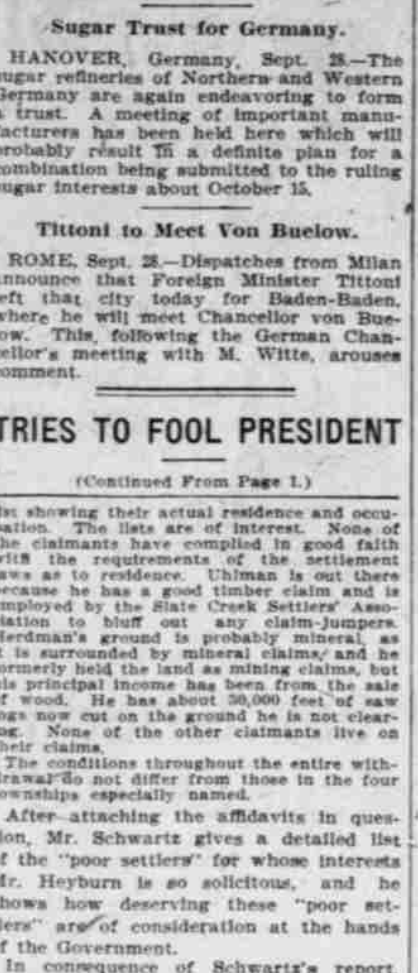 Sugar Trust for Germany.
HANOVER, Germany, Sept. 28.—The
sugar refineries of Northern and Western
Germany are again endeavoring to form
a trust. A meeting of important manu-
facturers has been held here which will
probably result in a definite plan for a
combination being submitted to the ruling
sugar interests about October 15.
Tittoni to Meet Von Buelow.
ROME, Sept. 28.—Dispatches from Milan
announce that Foreign Minister Tittoni
left that city today for Baden-Baden,
where he will meet Chancellor von Bue-
low. This, following the German Chan-
cellor's meeting with M. Witte, arouses
comment.
TRIES TO FOOL PRESIDENT
(Continued From Page 1.)
list showing their actual residence and occu-
pation. The lists are of interest. None of
the claimants have complied in good faith
with the requirements of the settlement
laws as to residence. Uhlman is out there
because he has a good timber claim and is
employed by the Slate Creek Settlers' Asso-
ciation to bluff out any claim-jumpers.
Herdman's ground is probably mineral, as
it is surrounded by mineral claims, and he
formerly held the land as mining claims, but
his principal income has been from the sale
of wood. He has about 30,000 feet of saw
logs now cut on the ground he is not clear-
ing. None of the other claimants live on
their claims.
The conditions throughout the entire with-
drawal do not differ from those in the four
townships especially named.
After attaching the affidavits in ques-
tion, Mr. Schwartz gives a detailed list
of the "poor settlers" for whose interests
Mr. Heyburn is so solicitous, and he
shows how deserving these "poor set-
tlers" are of consideration at the hands
of the Government.
In consequence of Schwartz's report,